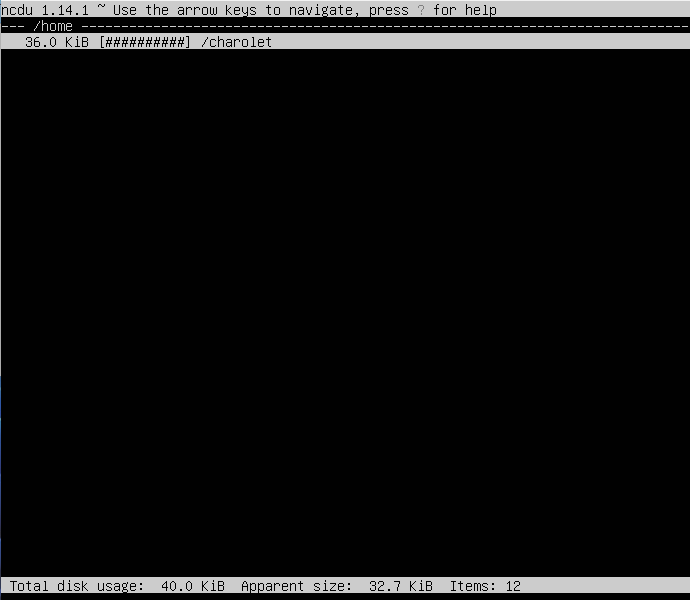 ncdu 1.14.1 ~ Use the arrow keys to navigate, press ? for help
--- /home -----------------------------------------------------------------------------
36.0 KiB [##########] /charolet
Total disk usage:  40.0 KiB  Apparent size:  32.7 KiB  Items: 12